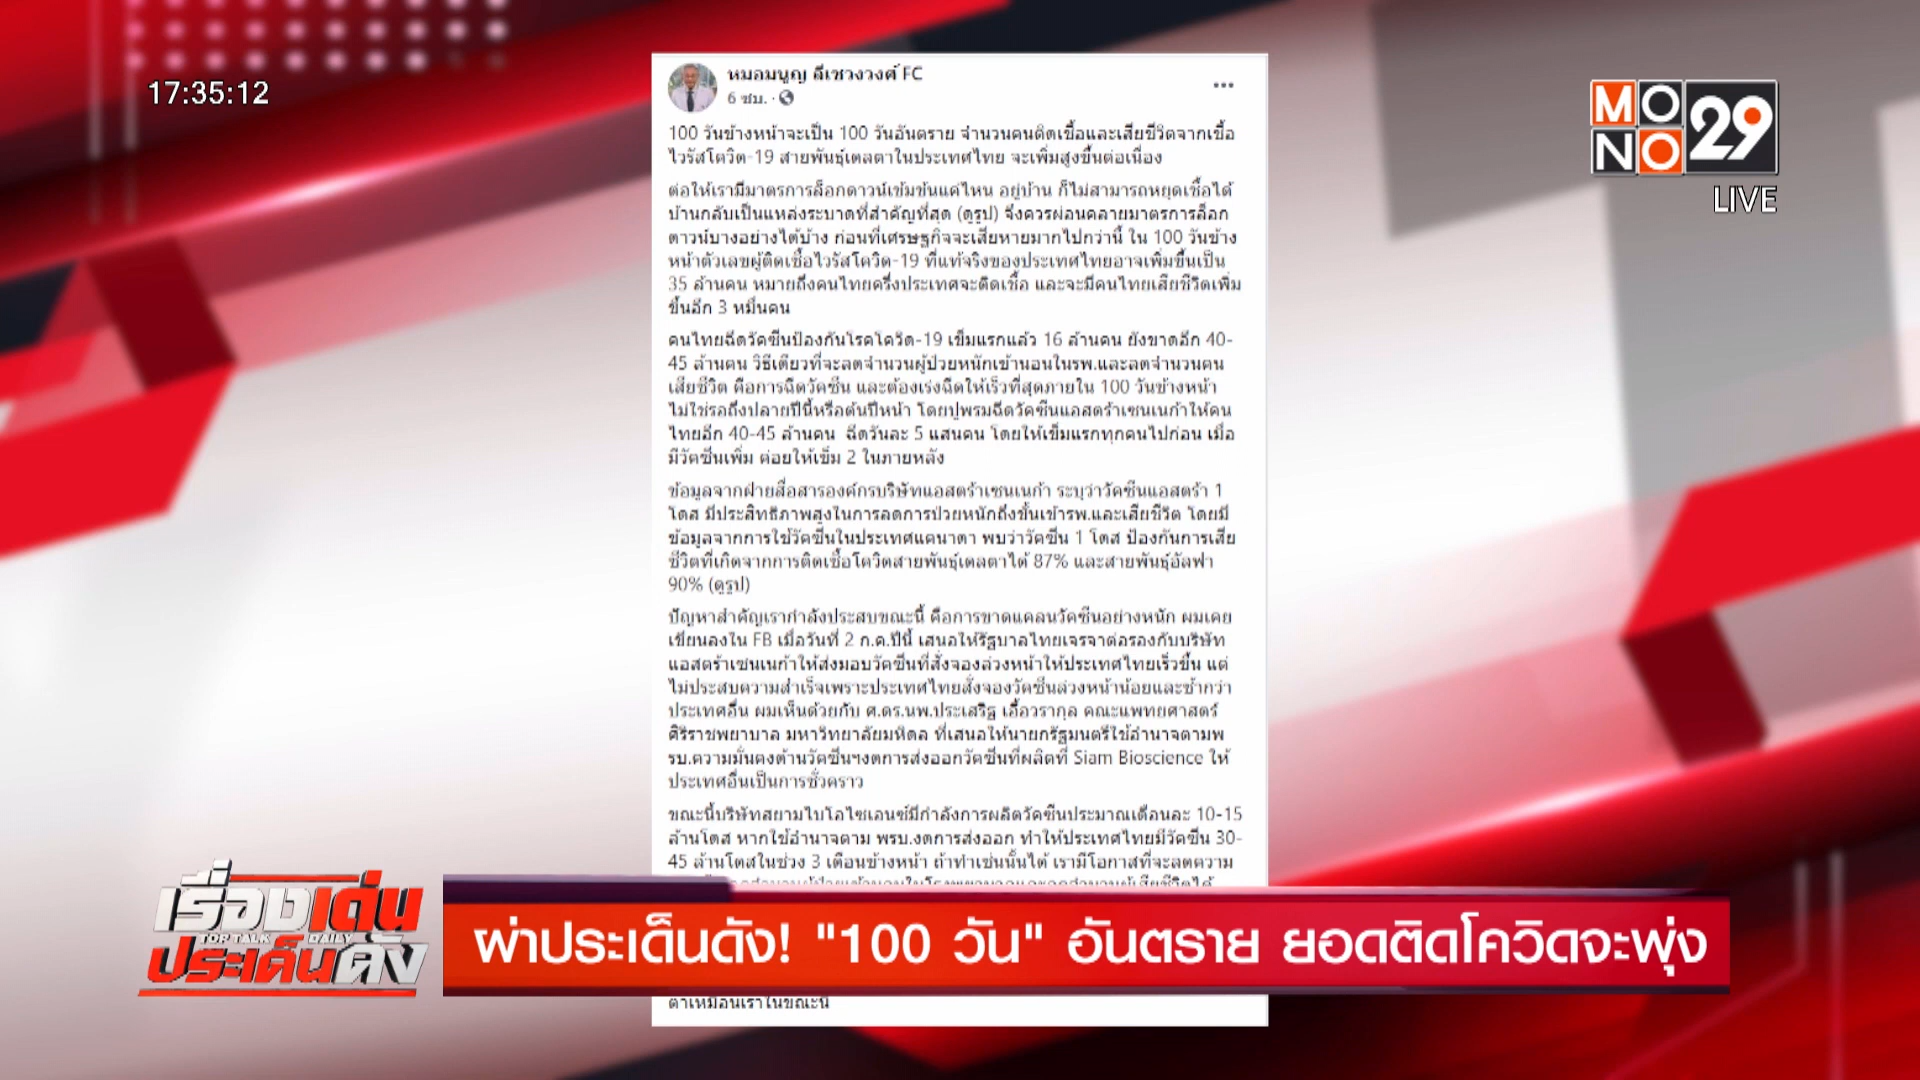 17:35:12
หมอมนูญ ลีเชวงวงศ์ FC
6 ชม.
MONO 29
LIVE
100 วันข้างหน้าจะเป็น 100 วันอันตราย จำนวนคนติดเชื้อและเสียชีวิตจากเชื้อ
ไวรัสโควิด-19 สายพันธุ์เดลตาในประเทศไทย จะเพิ่มสูงขึ้นต่อเนื่อง
ต่อให้เรามีมาตรการล็อกดาวน์เข้มข้นแค่ไหน อยู่บ้าน ก็ไม่สามารถหยุดเชื้อได้
บ้านกลับเป็นแหล่งระบาดที่สำคัญที่สุด (ดูรูป) จึงควรผ่อนคลายมาตรการล็อก
ดาวน์บางอย่างได้บ้าง ก่อนที่เศรษฐกิจจะเสียหายมากไปกว่านี้ ใน 100 วันข้าง
หน้าตัวเลขผู้ติดเชื้อไวรัสโควิด-19 ที่แท้จริงของประเทศไทยอาจเพิ่มขึ้นเป็น
35 ล้านคน หมายถึงคนไทยครึ่งประเทศจะติดเชื้อ และจะมีคนไทยเสียชีวิตเพิ่ม
ขึ้นอีก 3 หมื่นคน
คนไทยฉีดวัคซีนป้องกันโรคโควิด-19 เข็มแรกแล้ว 16 ล้านคน ยังขาดอีก 40-
45 ล้านคน วิธีเดียวที่จะลดจำนวนผู้ป่วยหนักเข้านอนในรพ.และลดจำนวนคน
เสียชีวิต คือการฉีดวัคซีน และต้องเร่งฉีดให้เร็วที่สุดภายใน 100 วันข้างหน้า
ไม่ใช่รอถึงปลายปีนี้หรือต้นปีหน้า โดยปูพรมฉีดวัคซีนแอสตร้าเซนเนก้าให้คน
ไทยอีก 40-45 ล้านคน ฉีดวันละ 5 แสนคน โดยให้เข็มแรกทุกคนไปก่อน เมื่อ
มีวัคซีนเพิ่ม ค่อยให้เข็ม 2 ในภายหลัง
ข้อมูลจากฝ่ายสื่อสารองค์กรบริษัทแอสตร้าเซนเนก้า ระบุว่าวัคซีนแอสตร้า 1
โดส มีประสิทธิภาพสูงในการลดการป่วยหนักถึงขั้นเข้ารพ.และเสียชีวิต โดยมี
ข้อมูลจากการใช้วัคซีนในประเทศแคนาดา พบว่าวัคซีน 1 โดส ป้องกันการเสีย
ชีวิตที่เกิดจากการติดเชื้อโควิดสายพันธุ์เดลตาได้ 87% และสายพันธุ์อัลฟา
90% (ดูรูป)
ปัญหาสำคัญเรากำลังประสบขณะนี้ คือการขาดแคลนวัคซีนอย่างหนัก ผมเคย
เขียนลงใน FB เมื่อวันที่ 2 ก.ค.ปีนี้ เสนอให้รัฐบาลไทยเจรจาต่อรองกับบริษัท
แอสตร้าเซนเนก้าให้ส่งมอบวัคซีนที่สั่งจองล่วงหน้าให้ประเทศไทยเร็วขึ้น แต่
ไม่ประสบความสำเร็จเพราะประเทศไทยสั่งจองวัคซีนล่วงหน้าน้อยและช้ากว่า
ประเทศอื่น ผมเห็นด้วยกับ ศ.ดร.นพ.ประเสริฐ เอื้อวรากุล คณะแพทยศาสตร์
ศิริราชพยาบาล มหาวิทยาลัยมหิดล ที่เสนอให้นายกรัฐมนตรีใช้อำนาจตามพ
รบ.ความมั่นคงด้านวัคซีนฯงดการส่งออกวัคซีนที่ผลิตที่ Siam Bioscience ให้
ประเทศอื่นเป็นการชั่วคราว
ขณะนี้บริษัทสยามไบโอไซเอนซ์มีกำลังการผลิตวัคซีนประมาณเดือนละ 10-15
ล้านโดส หากใช้อำนาจตาม พรบ.งดการส่งออก ทำให้ประเทศไทยมีวัคซีน 30-
45 ล้านโดสในช่วง 3 เดือนข้างหน้า ถ้าทำเช่นนั้นได้ เรามีโอกาสที่จะลดความ
เรื่องเด่น
TOP TALK DAILY
ประเด็นดัง
ผ่าประเด็นดัง! "100 วัน" อันตราย ยอดติดโควิดจะพุ่ง
ตาเหมือนเราในขณะนี้